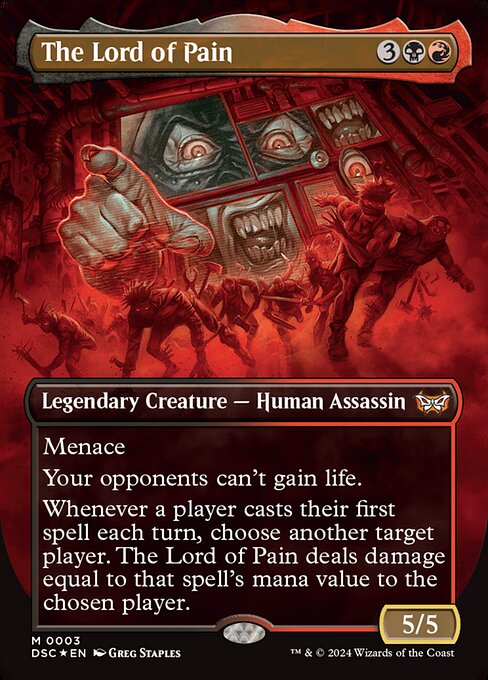 The Lord of Pain 3
Legendary Creature — Human Assassin
Menace
Your opponents can't gain life.
Whenever a player casts their first
spell each turn, choose another target
player. The Lord of Pain deals damage
equal to that spell's mana value to the
chosen player.
5/5
M 0003
DSC★EN Greg Staples
™ & © 2024 Wizards of the Coast